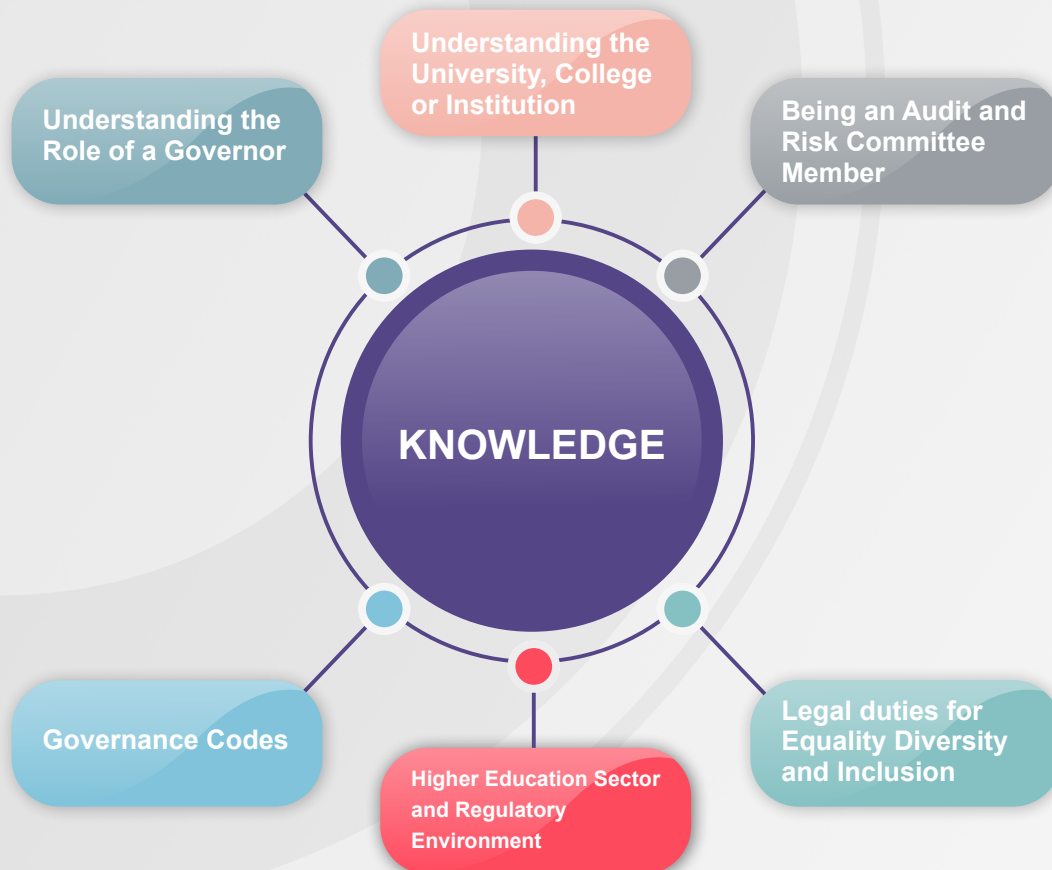 Understanding the
University, College
or Institution
Understanding the
Role of a Governor
Being an Audit and
Risk Committee
Member
KNOWLEDGE
Governance Codes
Higher Education Sector
and Regulatory
Environment
Legal duties for
Equality Diversity
and Inclusion